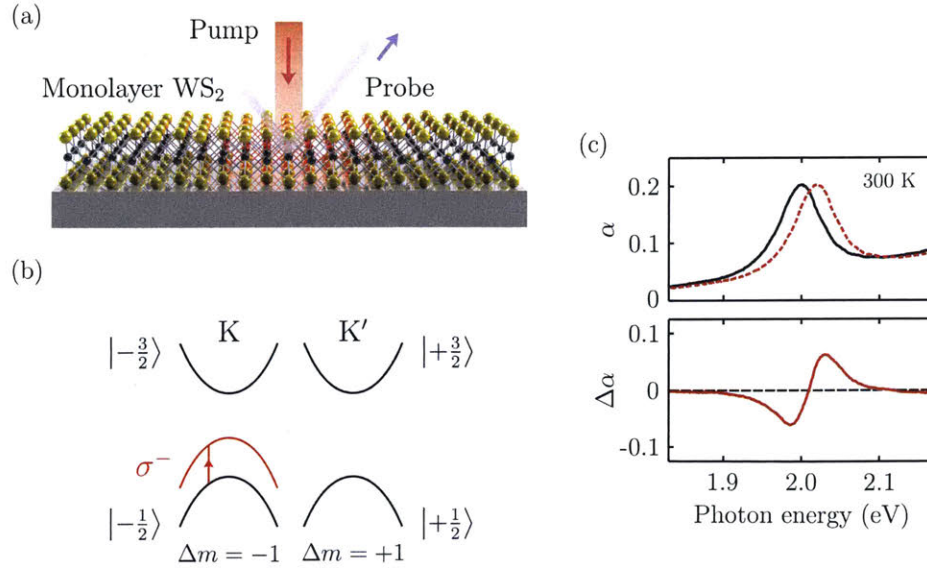 (a)
Pump
Monolayer WS₂
Probe
(b)
K
K′
|−3/2⟩
|+3/2⟩
σ⁻
|−1/2⟩
|+1/2⟩
Δm = −1
Δm = +1
(c)
300 K
α
0.2
0.1
0
Δα
0.1
0
-0.1
1.9
2.0
2.1
Photon energy (eV)